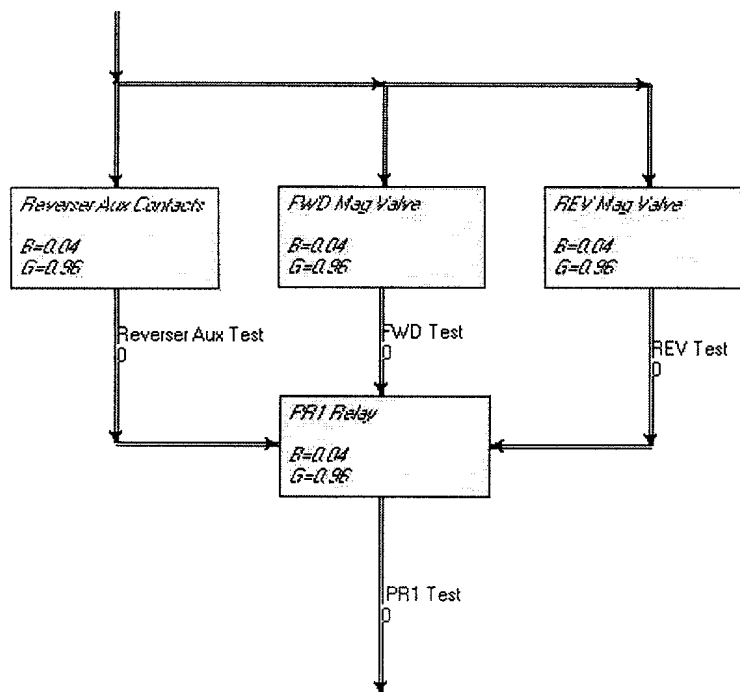 Reverser Aux Contacts
B=0.04
G=0.96
FWD Mag Valve
B=0.04
G=0.96
REV Mag Valve
B=0.04
G=0.96
Reverser Aux Test
0
FWD Test
0
REV Test
0
PR1 Relay
B=0.04
G=0.96
PR1 Test
0